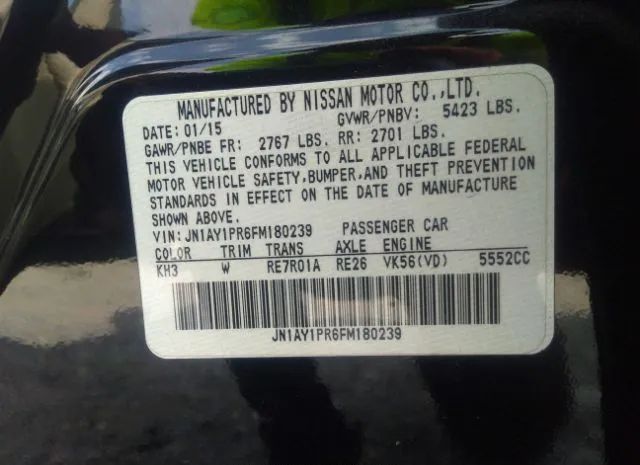 MANUFACTURED BY NISSAN MOTOR CO.,LTD.
DATE: 01/15 GVWR/PNBV: 5423 LBS.
GAWR/PNBE FR: 2767 LBS. RR: 2701 LBS.
THIS VEHICLE CONFORMS TO ALL APPLICABLE FEDERAL
MOTOR VEHICLE SAFETY,BUMPER,AND THEFT PREVENTION
STANDARDS IN EFFECT ON THE DATE OF MANUFACTURE
SHOWN ABOVE.
VIN: JN1AY1PR6FM180239 PASSENGER CAR
COLOR TRIM TRANS AXLE ENGINE
KH3 W RE7R01A RE26 VK56(VD) 5552CC
JN1AY1PR6FM180239